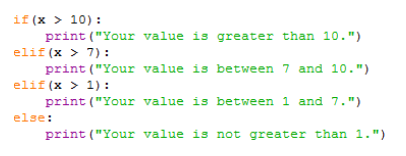 if(x > 10):
    print("Your value is greater than 10.")
elif(x > 7):
    print("Your value is between 7 and 10.")
elif(x > 1):
    print("Your value is between 1 and 7.")
else:
    print("Your value is not greater than 1.")